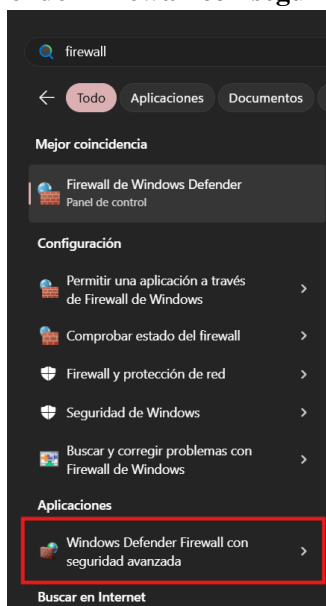 firewall
Todo Aplicaciones Documentos
Mejor coincidencia
Firewall de Windows Defender
Panel de control
Configuración
Permitir una aplicación a través
de Firewall de Windows
Comprobar estado del firewall
Firewall y protección de red
Seguridad de Windows
Buscar y corregir problemas con
Firewall de Windows
Aplicaciones
Windows Defender Firewall con
seguridad avanzada
Buscar en Internet